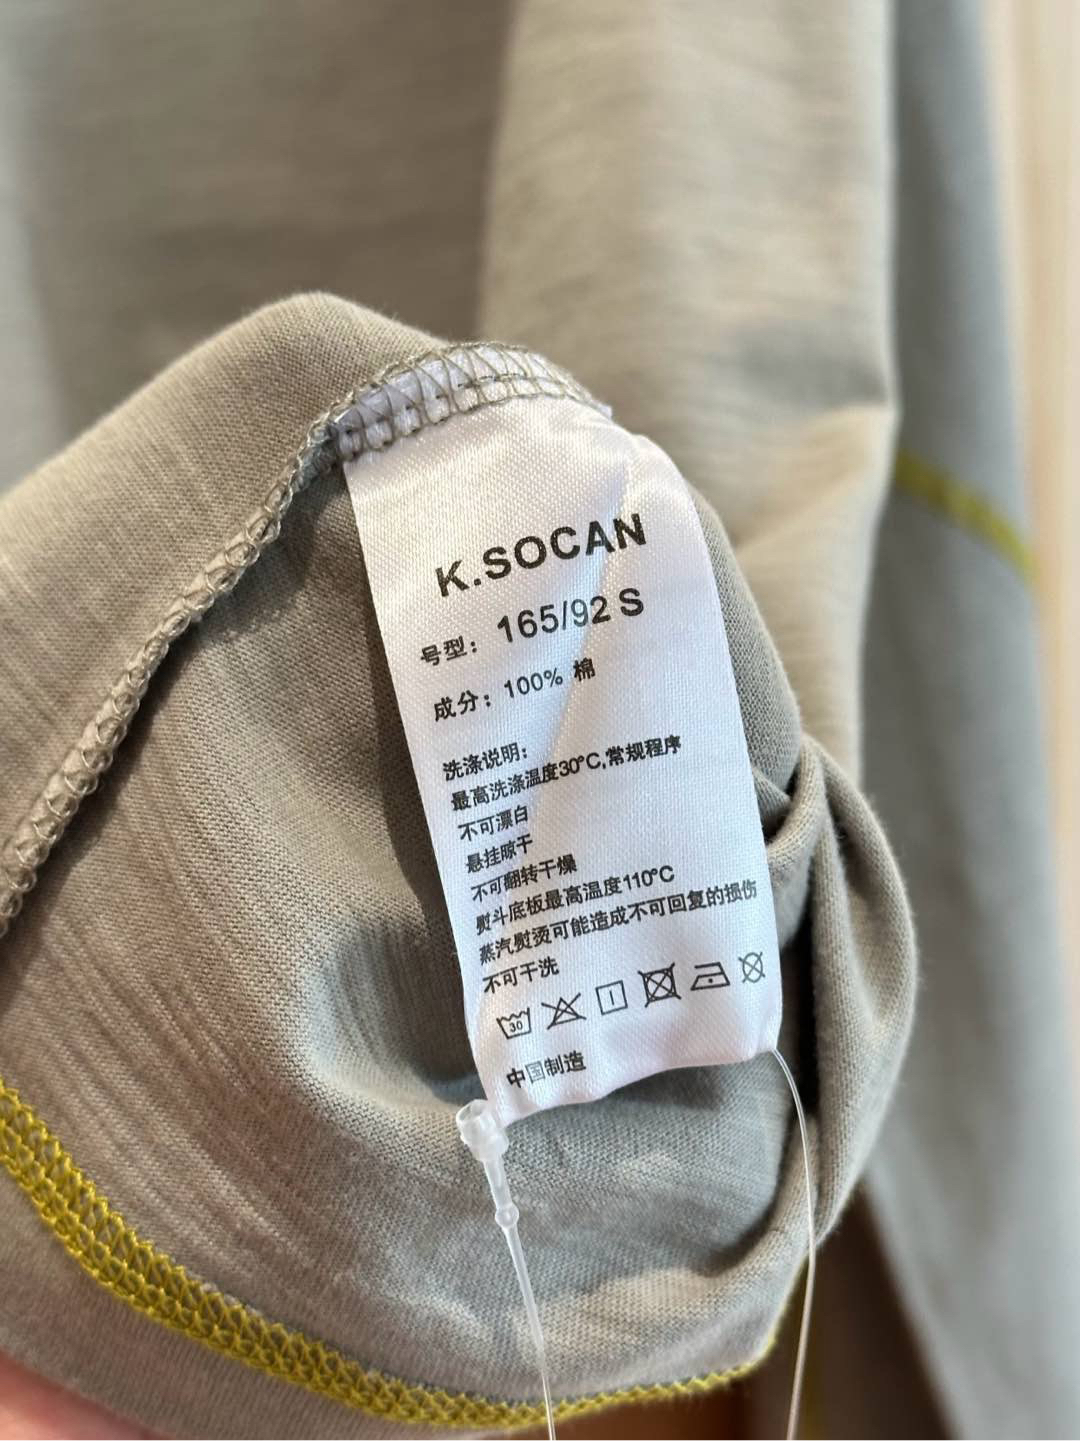 K.SOCAN
号型：165/92 S
成分：100% 棉
洗涤说明：
最高洗涤温度30°C,常规程序
不可漂白
悬挂晾干
不可翻转干燥
熨斗底板最高温度110°C
蒸汽熨烫可能造成不可回复的损伤
不可干洗
30
中国制造